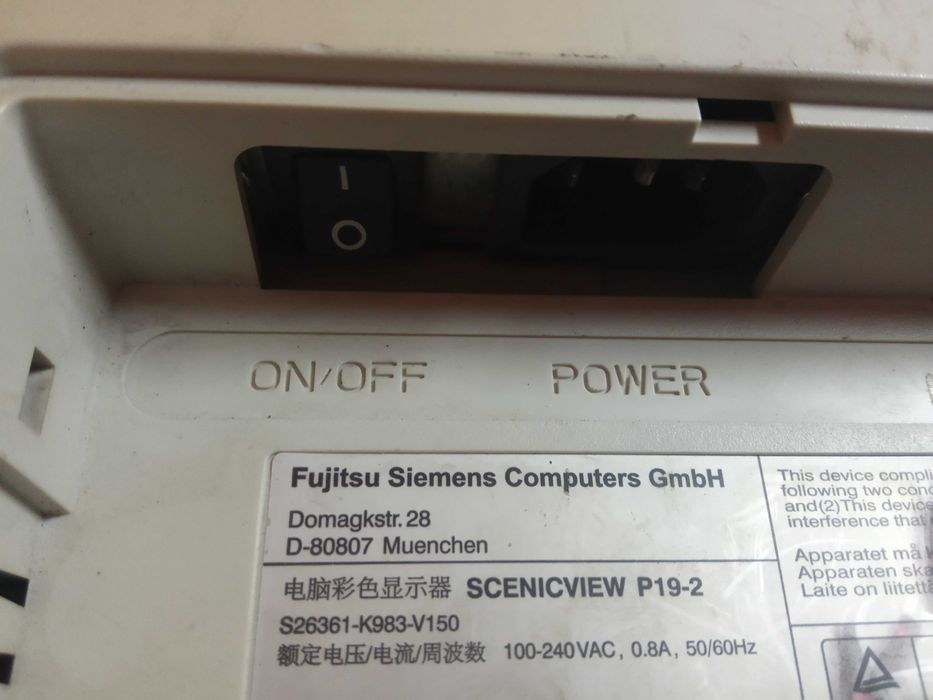 I
O
ON/OFF POWER
Fujitsu Siemens Computers GmbH
Domagkstr. 28
D-80807 Muenchen
电脑彩色显示器 SCENICVIEW P19-2
S26361-K983-V150
额定电压/电流/周波数 100-240VAC, 0.8A, 50/60Hz
This device compli
following two cond
and(2)This device
interference that
Apparatet må
Apparaten ska
Laite on liitettä